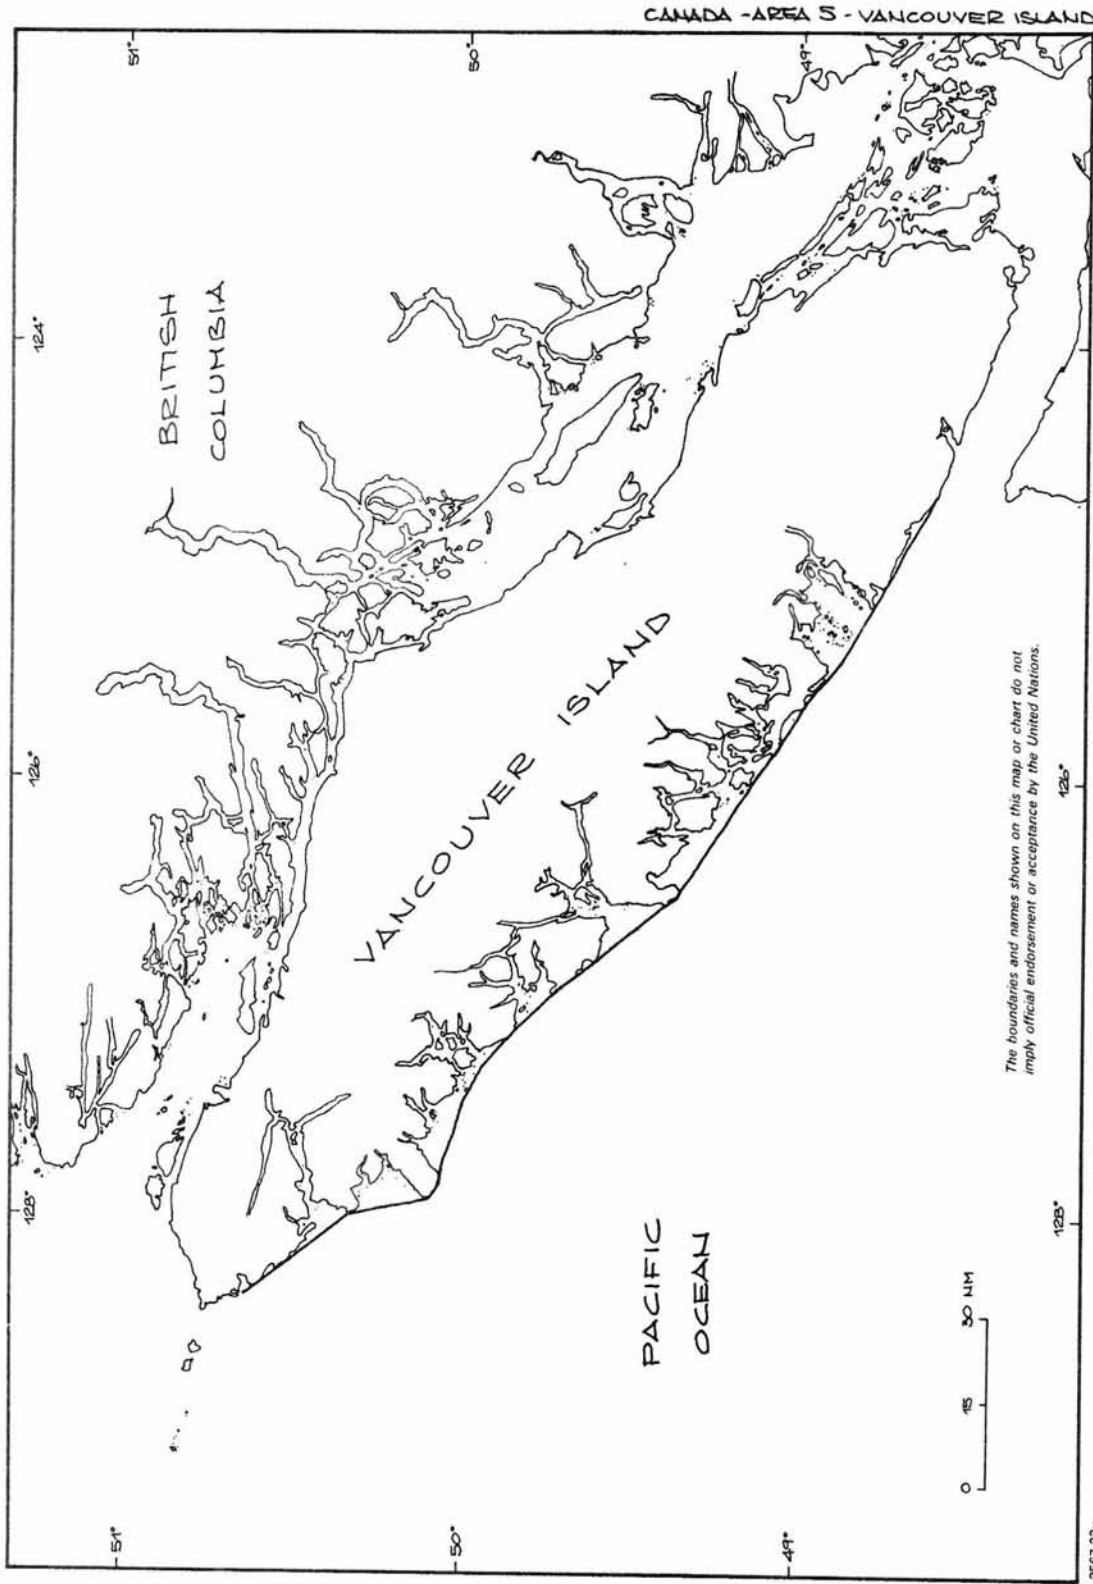 CANADA - AREA 5 - VANCOUVER ISLAND
51°
50°
49°
124°
BRITISH
COLUMBIA
126°
126°
VANCOUVER ISLAND
128°
128°
PACIFIC
OCEAN
The boundaries and names shown on this map or chart do not
imply official endorsement or acceptance by the United Nations.
0 15 30 NM
51°
50°
49°